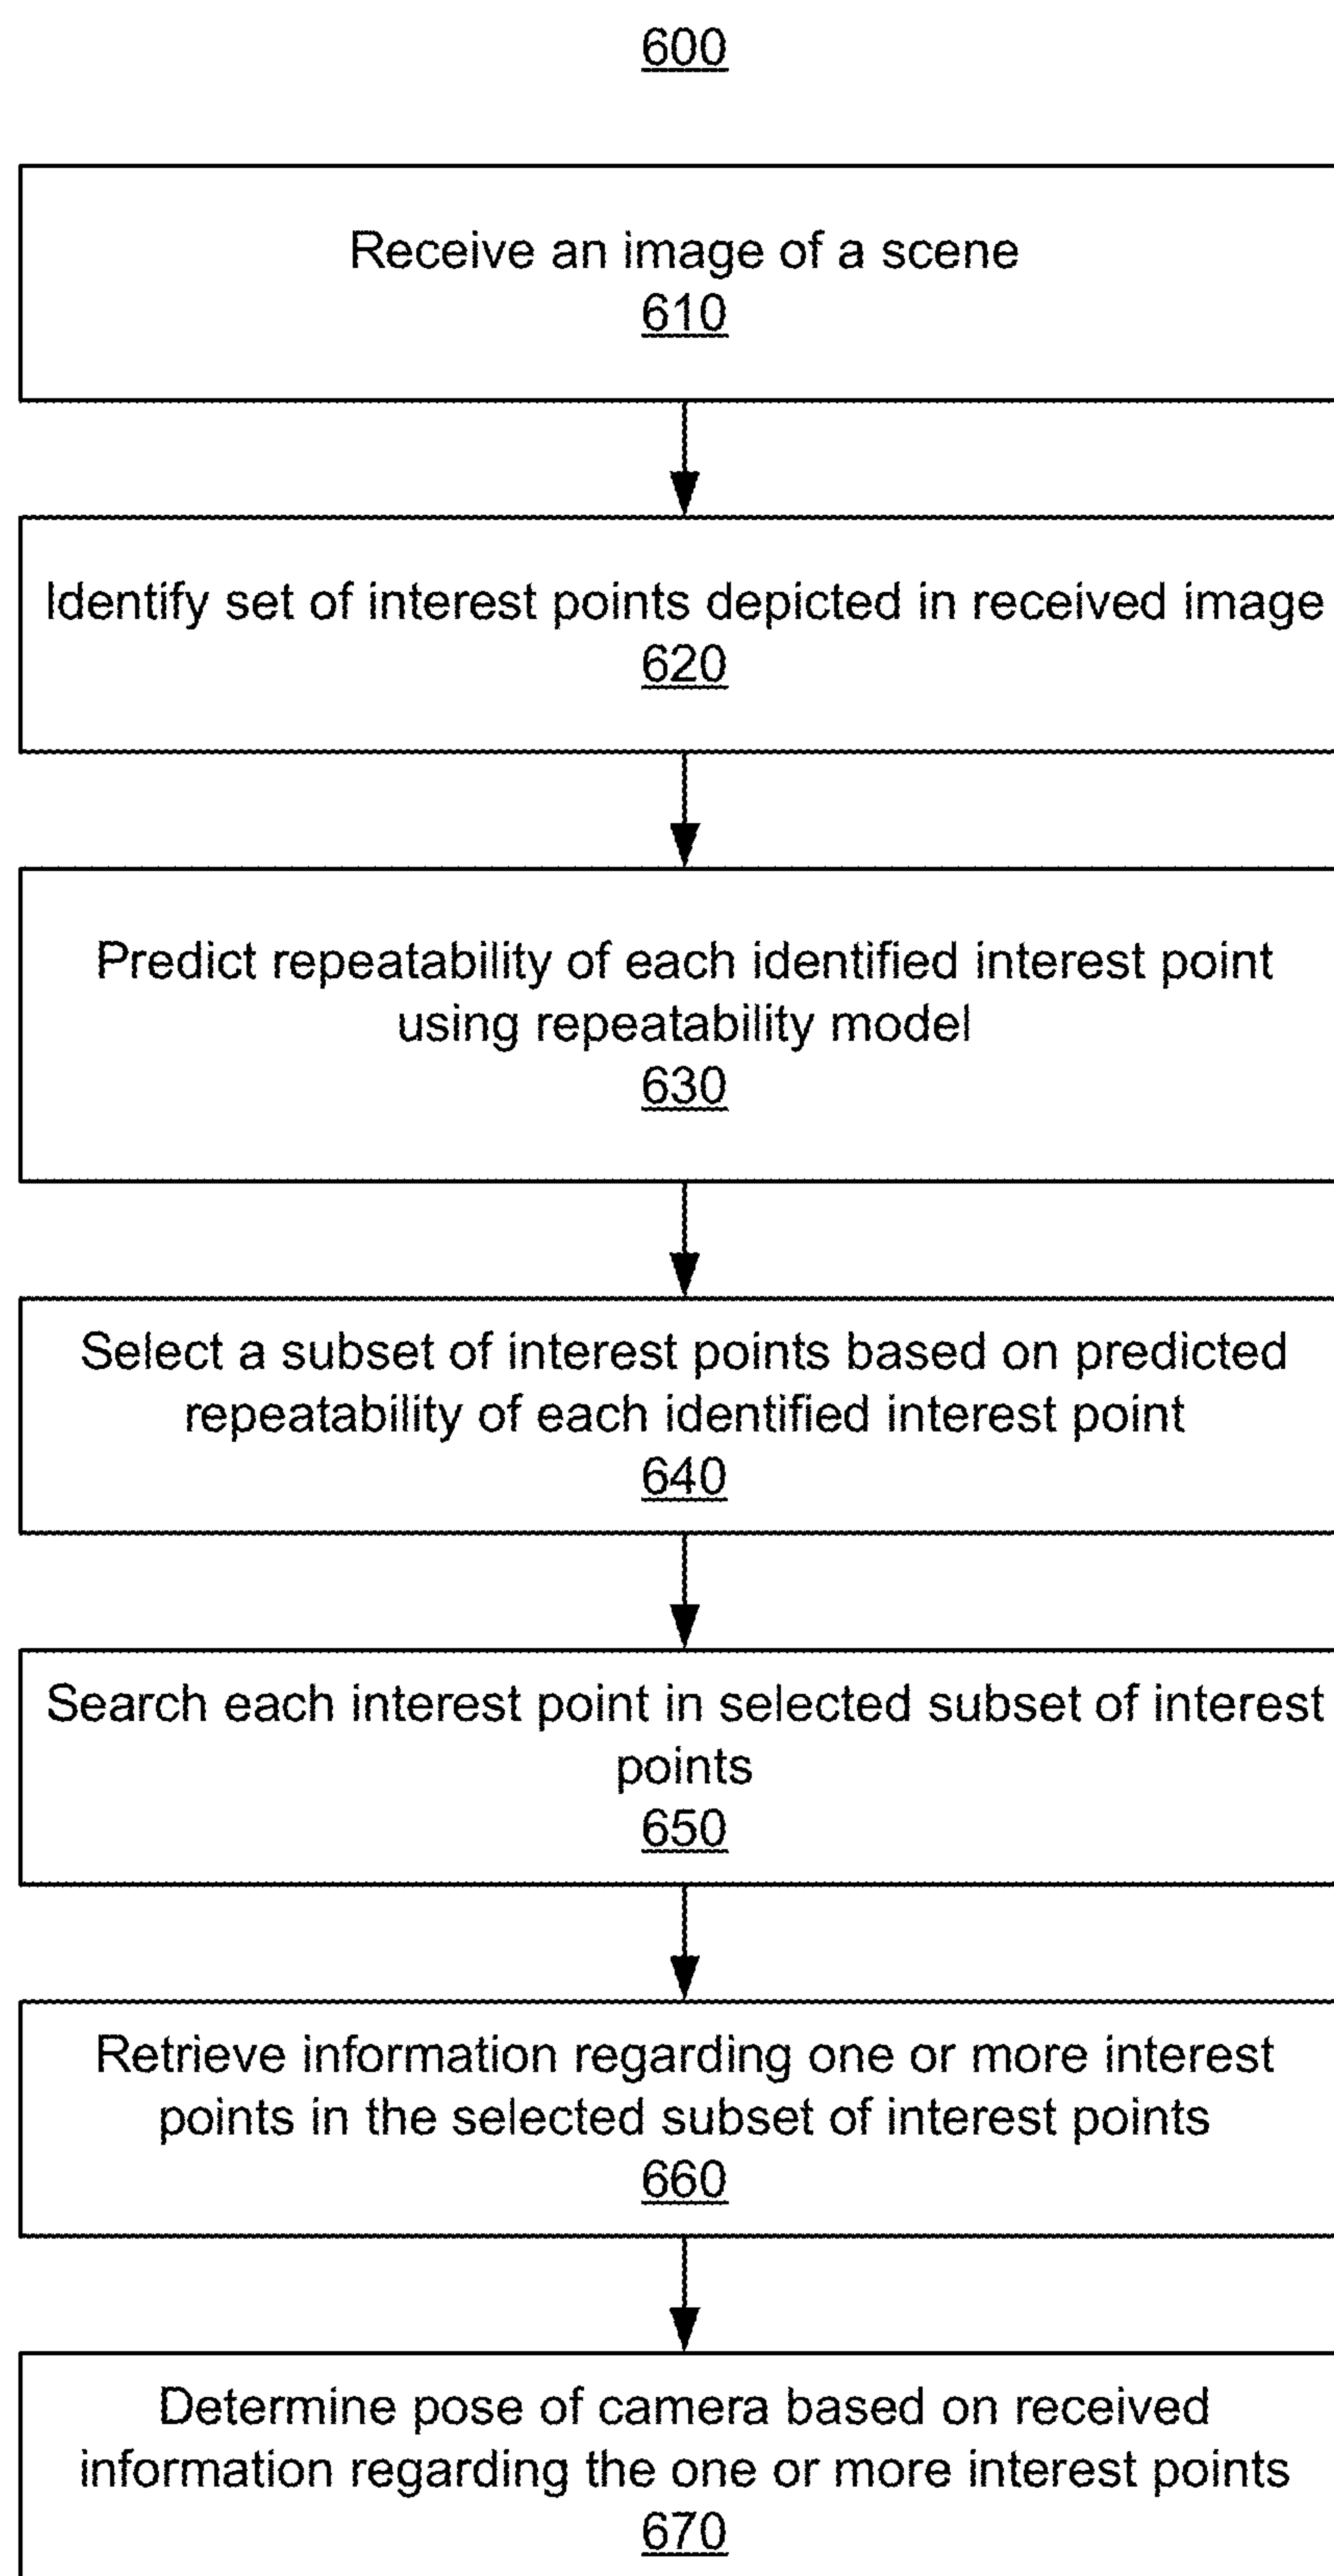 600
Receive an image of a scene
610
Identify set of interest points depicted in received image
620
Predict repeatability of each identified interest point
using repeatability model
630
Select a subset of interest points based on predicted
repeatability of each identified interest point
640
Search each interest point in selected subset of interest
points
650
Retrieve information regarding one or more interest
points in the selected subset of interest points
660
Determine pose of camera based on received
information regarding the one or more interest points
670